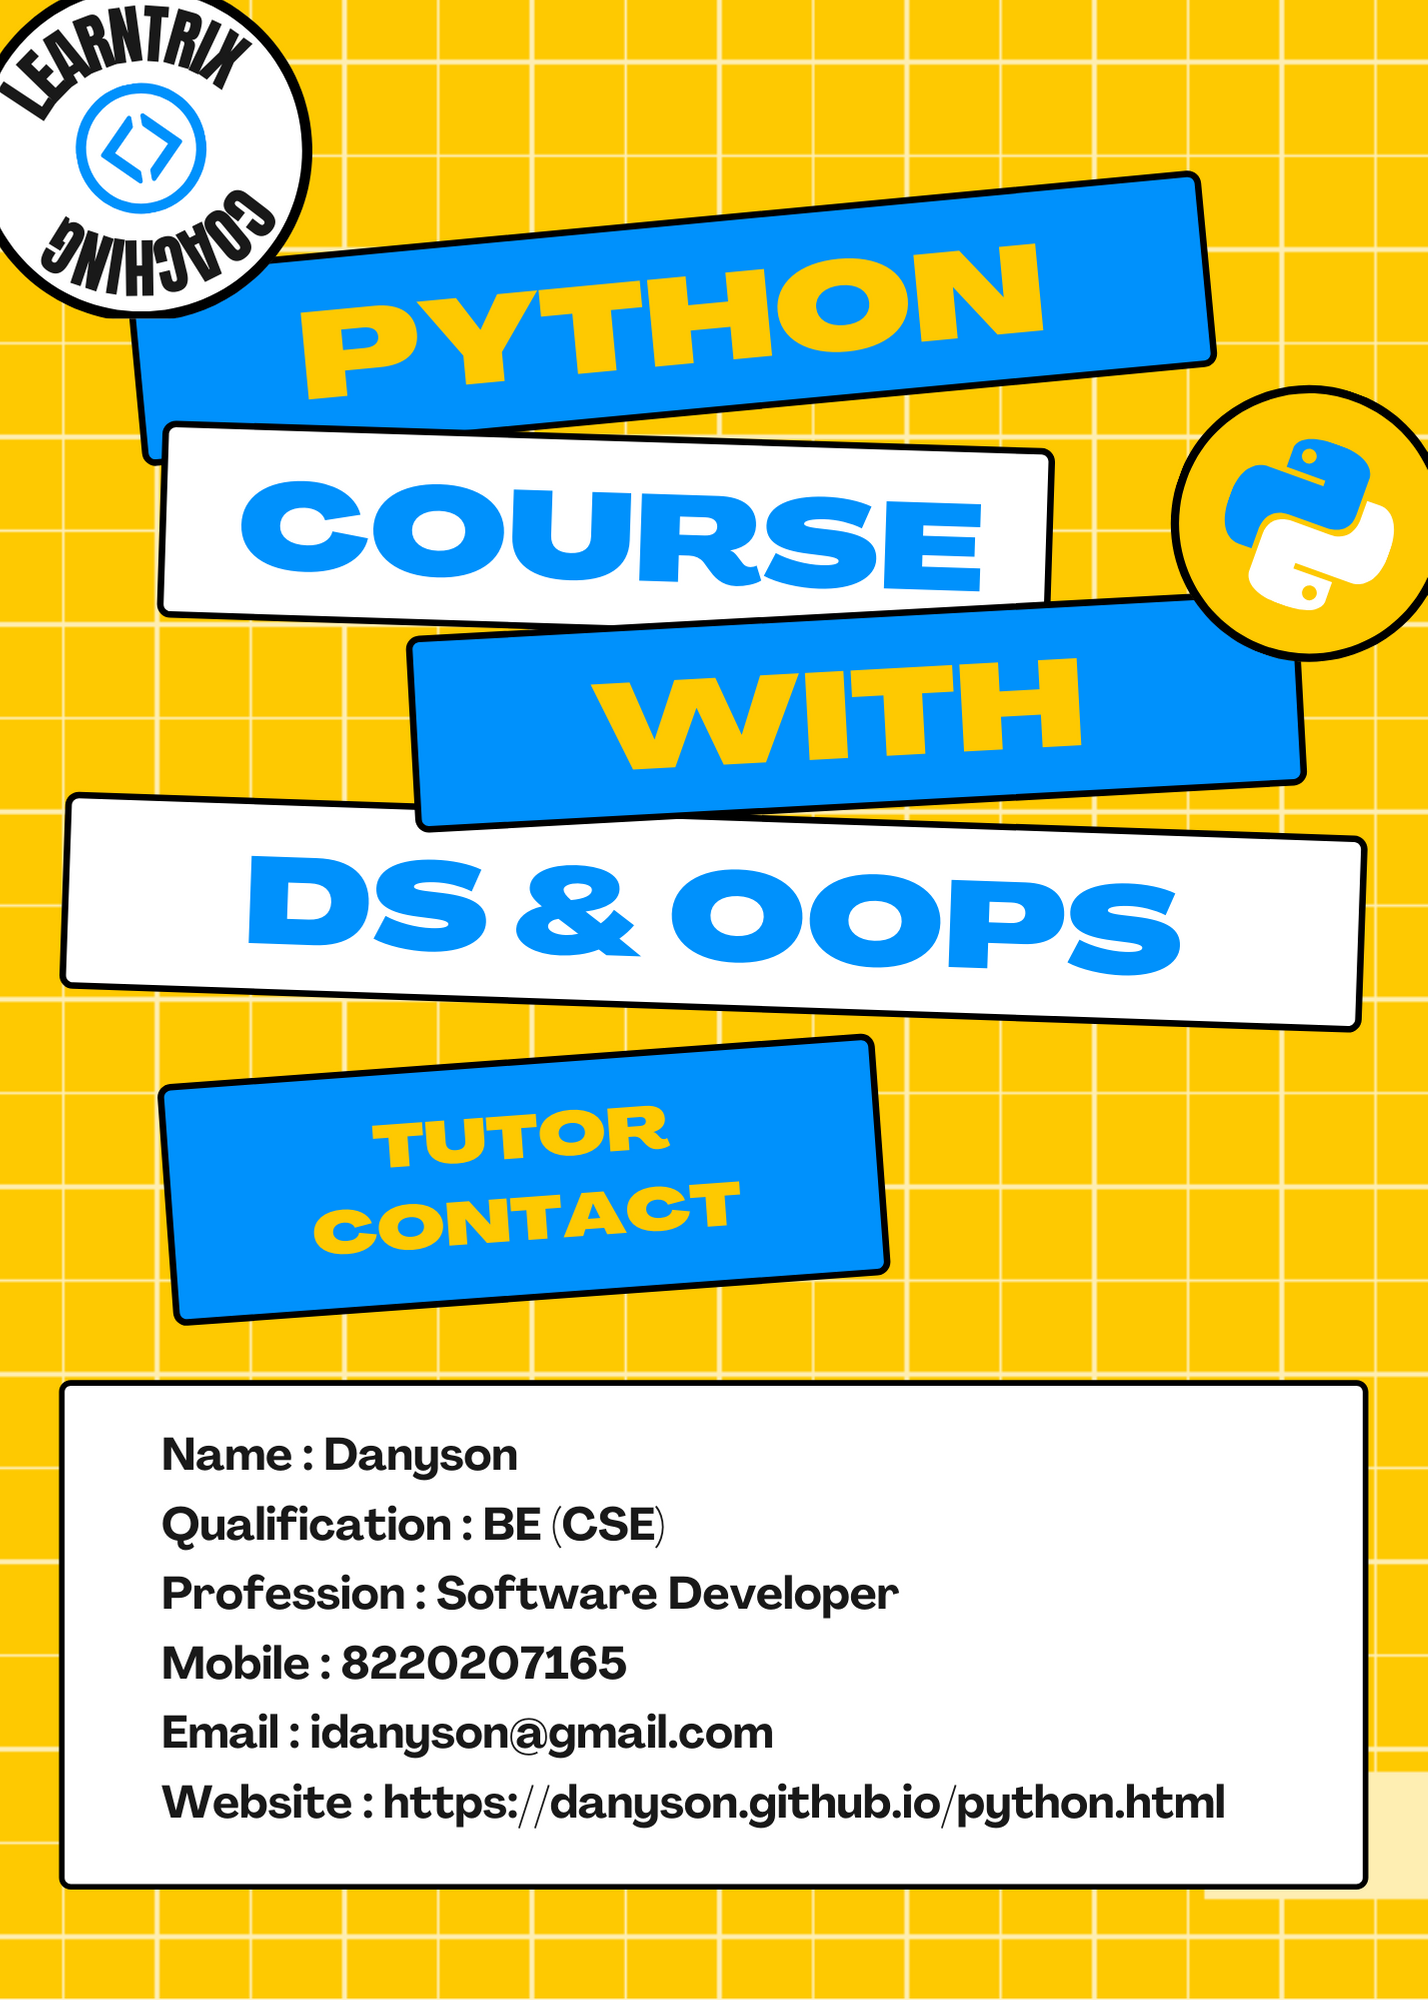 LEARNTRIX
COACHING
PYTHON
COURSE
WITH
DS & OOPS
TUTOR
CONTACT
Name : Danyson
Qualification : BE (CSE)
Profession : Software Developer
Mobile : 8220207165
Email : idanyson@gmail.com
Website : https://danyson.github.io/python.html